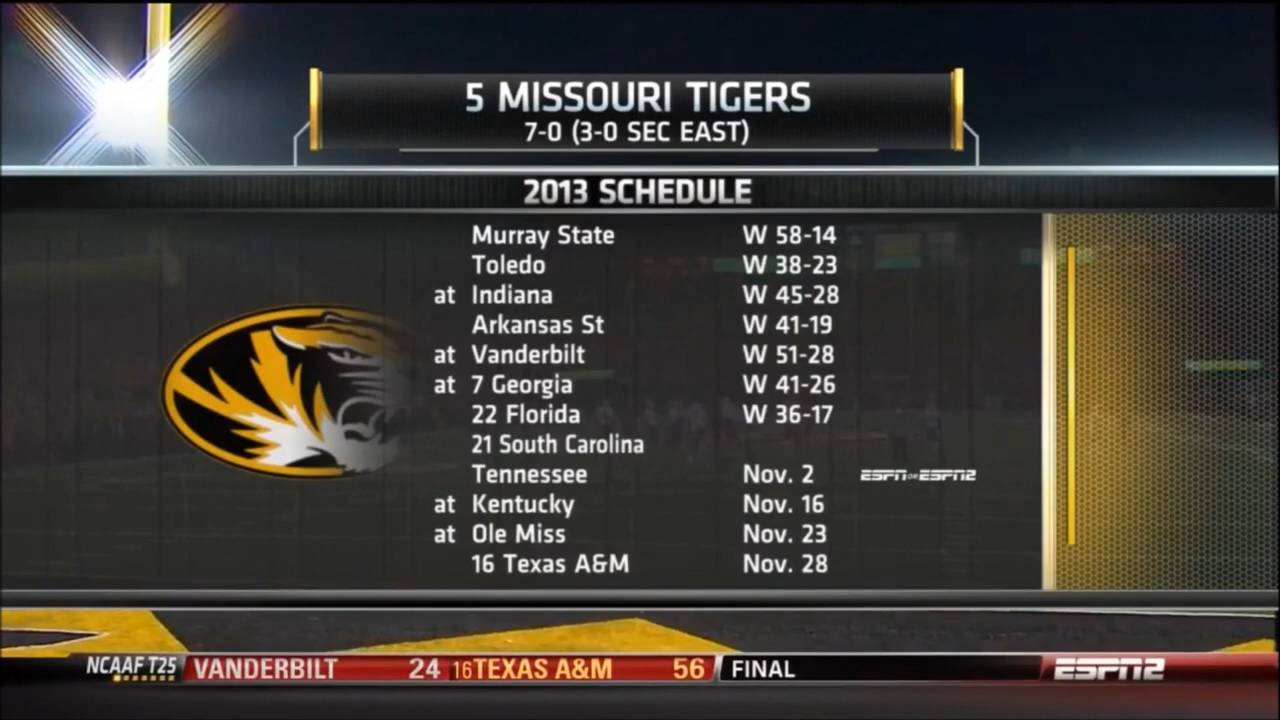 5 MISSOURI TIGERS
7-0 (3-0 SEC EAST)
2013 SCHEDULE
Murray State W 58-14
Toledo W 38-23
at Indiana W 45-28
Arkansas St W 41-19
at Vanderbilt W 51-28
at 7 Georgia W 41-26
22 Florida W 36-17
21 South Carolina
Tennessee Nov. 2 ESPN OR ESPN2
at Kentucky Nov. 16
at Ole Miss Nov. 23
16 Texas A&M Nov. 28
NCAAF T25 VANDERBILT 24 16 TEXAS A&M 56 FINAL ESPN2